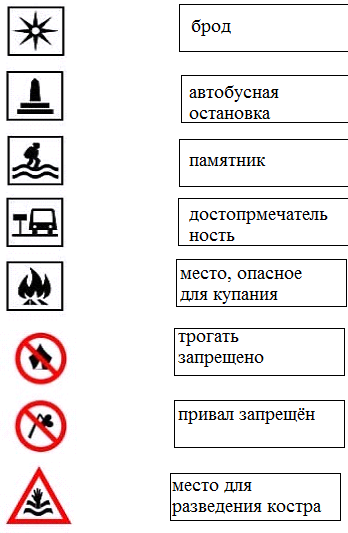 брод
автобусная
остановка
памятник
достопрмечатель
ность
место, опасное
для купания
трогать
запрещено
привал запрещён
место для
разведения костра